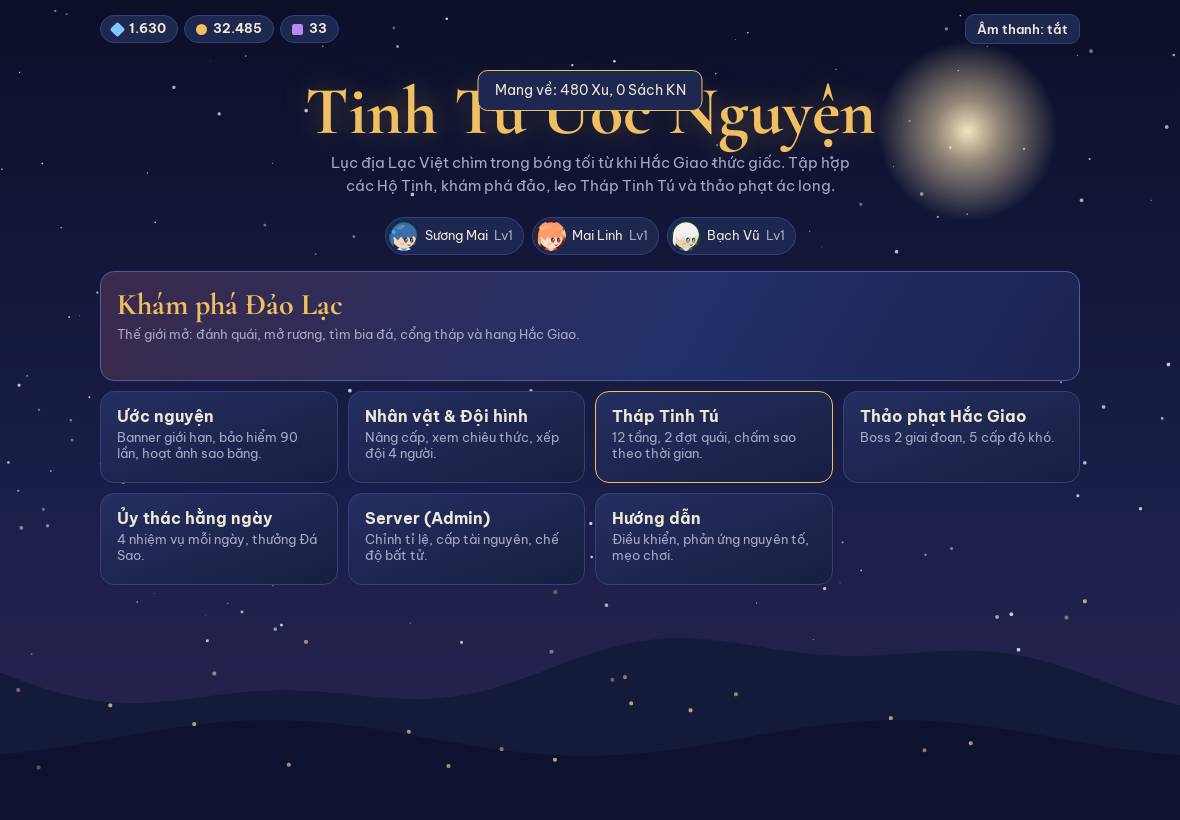 1.630
32.485
33
Âm thanh: tắt
Mang về: 480 Xu, 0 Sách KN
Tinh Tú Ước Nguyện
Lục địa Lạc Việt chìm trong bóng tối từ khi Hắc Giao thức giấc. Tập hợp
các Hộ Tinh, khám phá đảo, leo Tháp Tinh Tú và thảo phạt ác long.
Sương Mai Lv1
Mai Linh Lv1
Bạch Vũ Lv1
Khám phá Đảo Lạc
Thế giới mở: đánh quái, mở rương, tìm bia đá, cổng tháp và hang Hắc Giao.
Ước nguyện
Banner giới hạn, bảo hiểm 90
lần, hoạt ảnh sao băng.
Nhân vật & Đội hình
Nâng cấp, xem chiêu thức, xếp
đội 4 người.
Tháp Tinh Tú
12 tầng, 2 đợt quái, chấm sao
theo thời gian.
Thảo phạt Hắc Giao
Boss 2 giai đoạn, 5 cấp độ khó.
Ủy thác hằng ngày
4 nhiệm vụ mỗi ngày, thưởng Đá
Sao.
Server (Admin)
Chỉnh tỉ lệ, cấp tài nguyên, chế
độ bất tử.
Hướng dẫn
Điều khiển, phản ứng nguyên tố,
mẹo chơi.